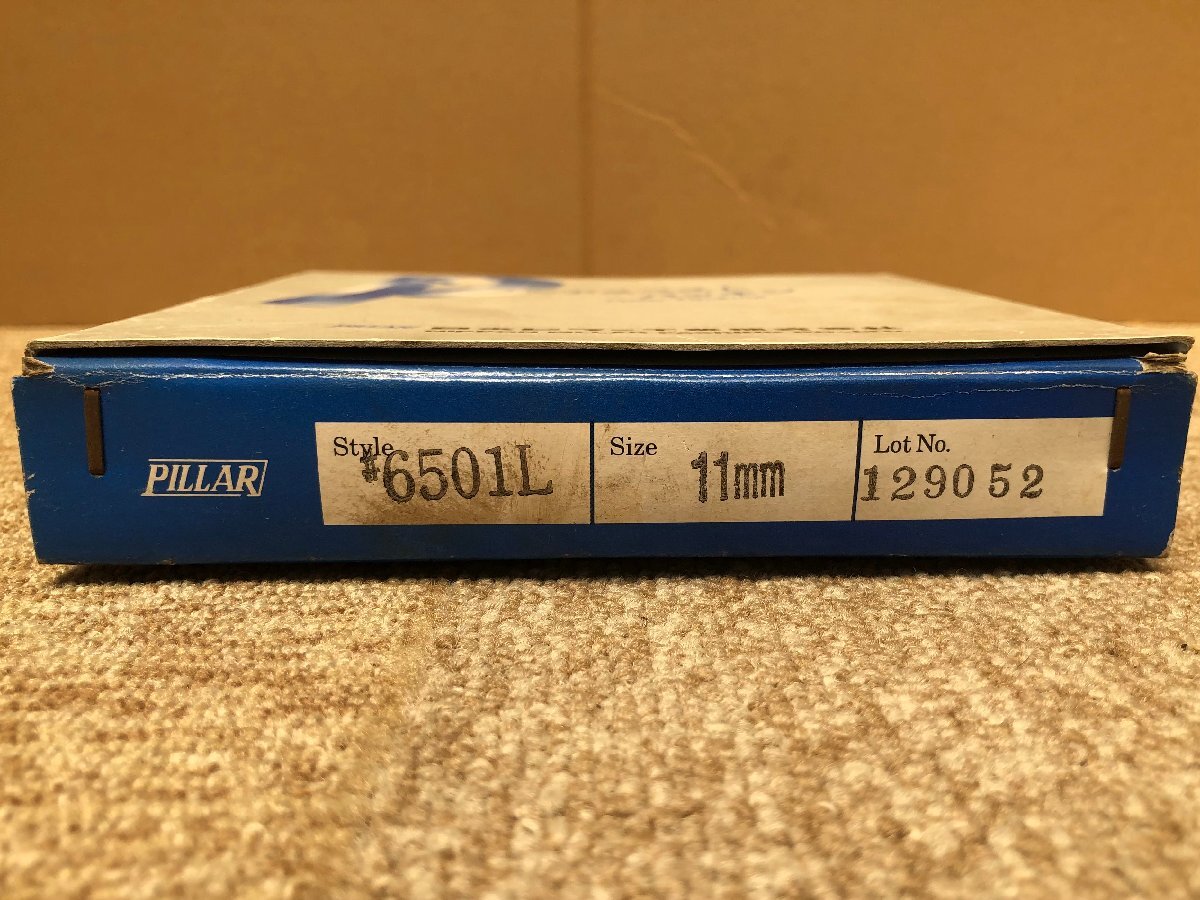 PILLAR
Style
#6501L
Size
11mm
Lot No.
129052